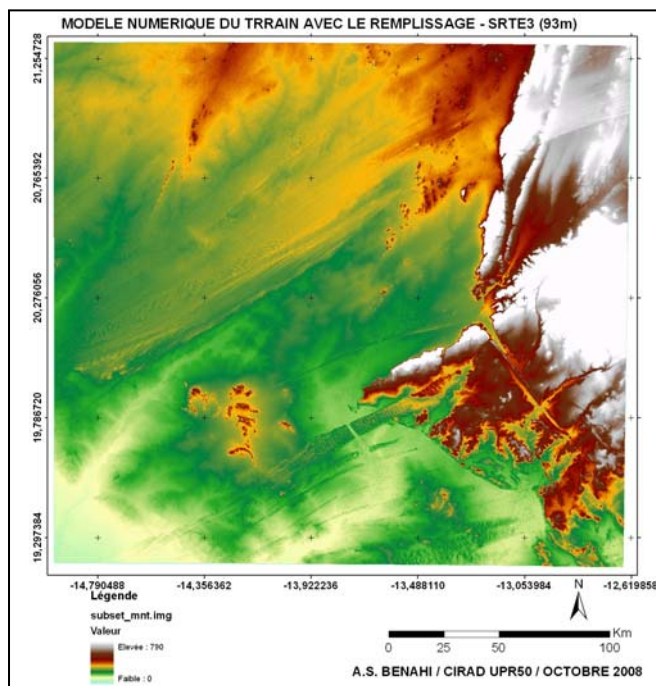 MODELE NUMERIQUE DU TRRAIN AVEC LE REMPLISSAGE - SRTE3 (93m)
21,254728
20,765392
20,276056
19,786720
19,297384
-14,790488 -14,356362 -13,922236 -13,488110 -13,053984 -12,619858
Légende
subset_mnt.img
Valeur
Elevée : 790
Faible : 0
N
Km
0 25 50 100
A.S. BENAHI / CIRAD UPR50 / OCTOBRE 2008